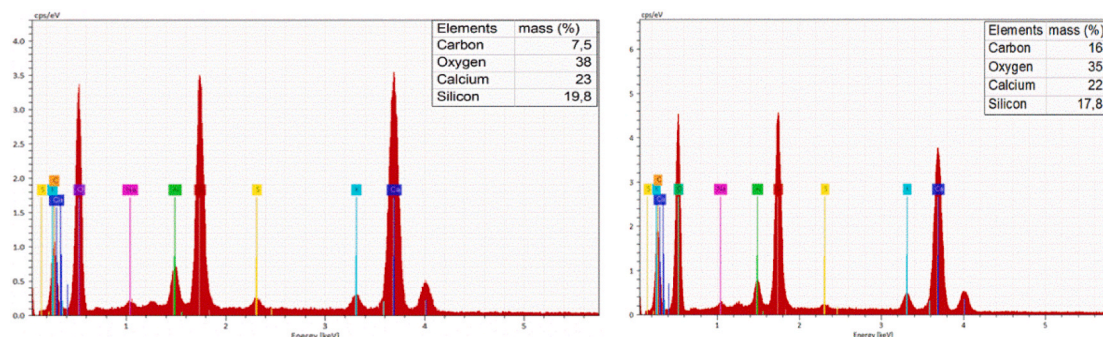 cps/eV
Elements mass (%)
Carbon 7,5
Oxygen 38
Calcium 23
Silicon 19,8
4.0
3.5
3.0
2.5
2.0
1.5
1.0
0.5
0.0
S
C
Ca
Na
Al
S
K
Ca
1
2
3
4
5
Energy [keV]
cps/eV
Elements mass (%)
Carbon 16
Oxygen 35
Calcium 22
Silicon 17,8
6
5
4
3
2
1
0
C
Ca
Na
S
Ca
1
2
3
4
5
Energy [keV]